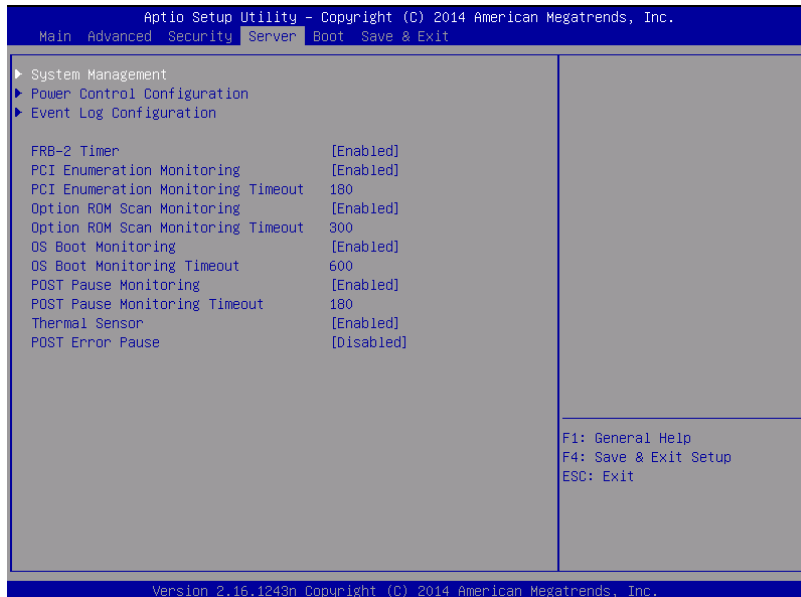 Aptio Setup Utility – Copyright (C) 2014 American Megatrends, Inc.
Main Advanced Security Server Boot Save & Exit
System Management
Power Control Configuration
Event Log Configuration
FRB-2 Timer [Enabled]
PCI Enumeration Monitoring [Enabled]
PCI Enumeration Monitoring Timeout 180
Option ROM Scan Monitoring [Enabled]
Option ROM Scan Monitoring Timeout 300
OS Boot Monitoring [Enabled]
OS Boot Monitoring Timeout 600
POST Pause Monitoring [Enabled]
POST Pause Monitoring Timeout 180
Thermal Sensor [Enabled]
POST Error Pause [Disabled]
F1: General Help
F4: Save & Exit Setup
ESC: Exit
Version 2.16.1243n Copyright (C) 2014 American Megatrends, Inc.